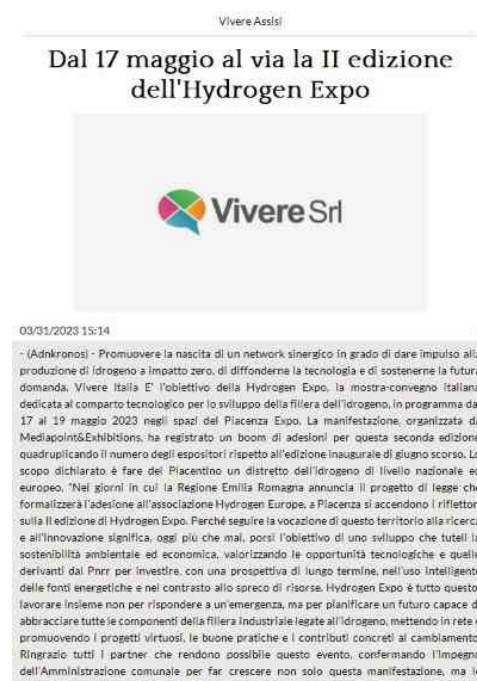 Vivere Assisi
Dal 17 maggio al via la II edizione
dell'Hydrogen Expo
Vivere Srl
03/31/2023 15:14
- (Adnkronos) - Promuovere la nascita di un network sinergico in grado di dare impulso alla
produzione di idrogeno a impatto zero, di diffonderne la tecnologia e di sostenerne la futura
domanda. Vivere Italia E' l'obiettivo della Hydrogen Expo, la mostra-convegno italiana
dedicata al comparto tecnologico per lo sviluppo della filiera dell'idrogeno, in programma dal
17 al 19 maggio 2023 negli spazi del Piacenza Expo. La manifestazione, organizzata da
Mediapoint&Exhibitions, ha registrato un boom di adesioni per questa seconda edizione
quadruplicando il numero degli espositori rispetto all'edizione inaugurale di giugno scorso. Lo
scopo dichiarato è fare del Piacentino un distretto dell'idrogeno di livello nazionale ed
europeo. "Nei giorni in cui la Regione Emilia Romagna annuncia il progetto di legge che
formalizzerà l'adesione all'associazione Hydrogen Europe, a Piacenza si accendono i riflettori
sulla II edizione di Hydrogen Expo. Perché seguire la vocazione di questo territorio alla ricerca
e all'innovazione significa, oggi più che mai, porsi l'obiettivo di uno sviluppo che tuteli la
sostenibilità ambientale ed economica, valorizzando le opportunità tecnologiche e quelle
derivanti dal Pnrr per investire, con una prospettiva di lungo termine, nell'uso intelligente
delle fonti energetiche e nel contrasto allo spreco di risorse. Hydrogen Expo è tutto questo:
lavorare insieme non per rispondere a un'emergenza, ma per planificare un futuro capace di
abbracciare tutte le componenti della filiera industriale legate all'idrogeno, mettendo in rete e
promuovendo i progetti virtuosi, le buone pratiche e i contributi concreti al cambiamento.
Ringrazio tutti i partner che rendono possibile questo evento, confermando l'impegno
dell'Amministrazione comunale per far crescere non solo questa manifestazione, ma le